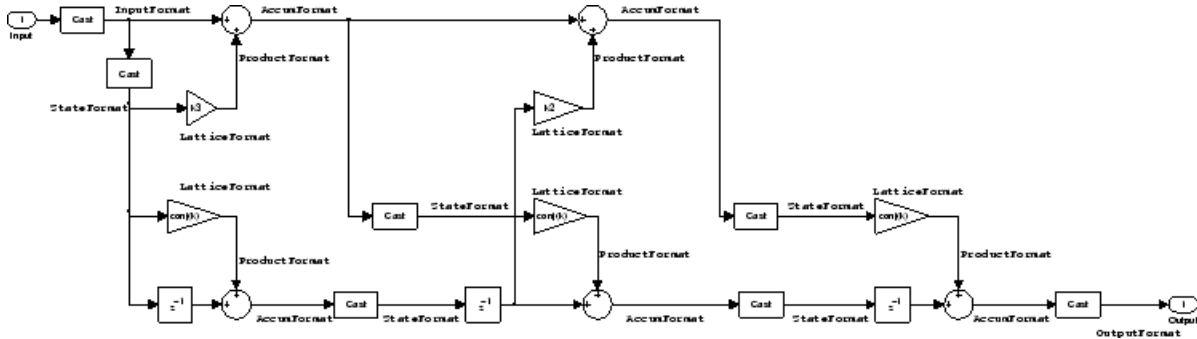 1
Input
Cast
InputFormat
AccumFormat
AccumFormat
Cast
ProductFormat
ProductFormat
StateFormat
k3
k2
LatticeFormat
LatticeFormat
LatticeFormat
LatticeFormat
LatticeFormat
conj(k)
Cast
StateFormat
conj(k)
Cast
StateFormat
conj(k)
ProductFormat
ProductFormat
ProductFormat
z⁻¹
Cast
z⁻¹
Cast
z⁻¹
Cast
1
Output
AccumFormat
StateFormat
AccumFormat
StateFormat
AccumFormat
OutputFormat